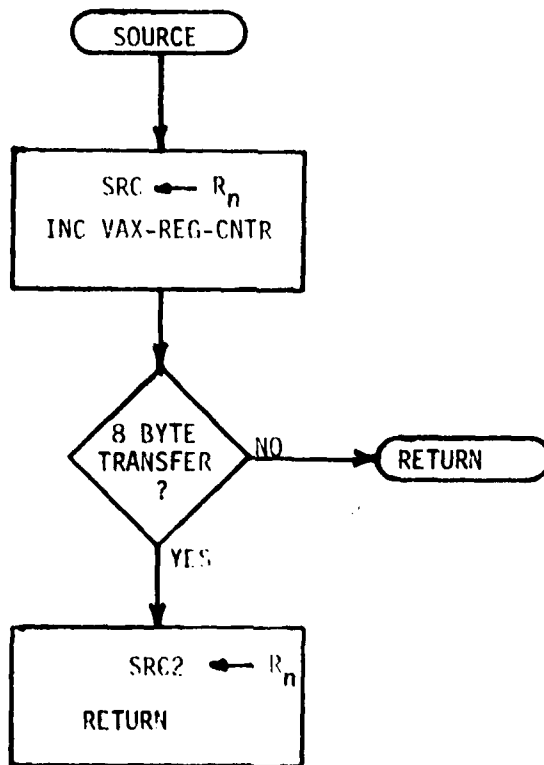 SOURCE
SRC ← Rn
INC VAX-REG-CNTR
8 BYTE
TRANSFER
?
NO
RETURN
YES
SRC2 ← Rn
RETURN